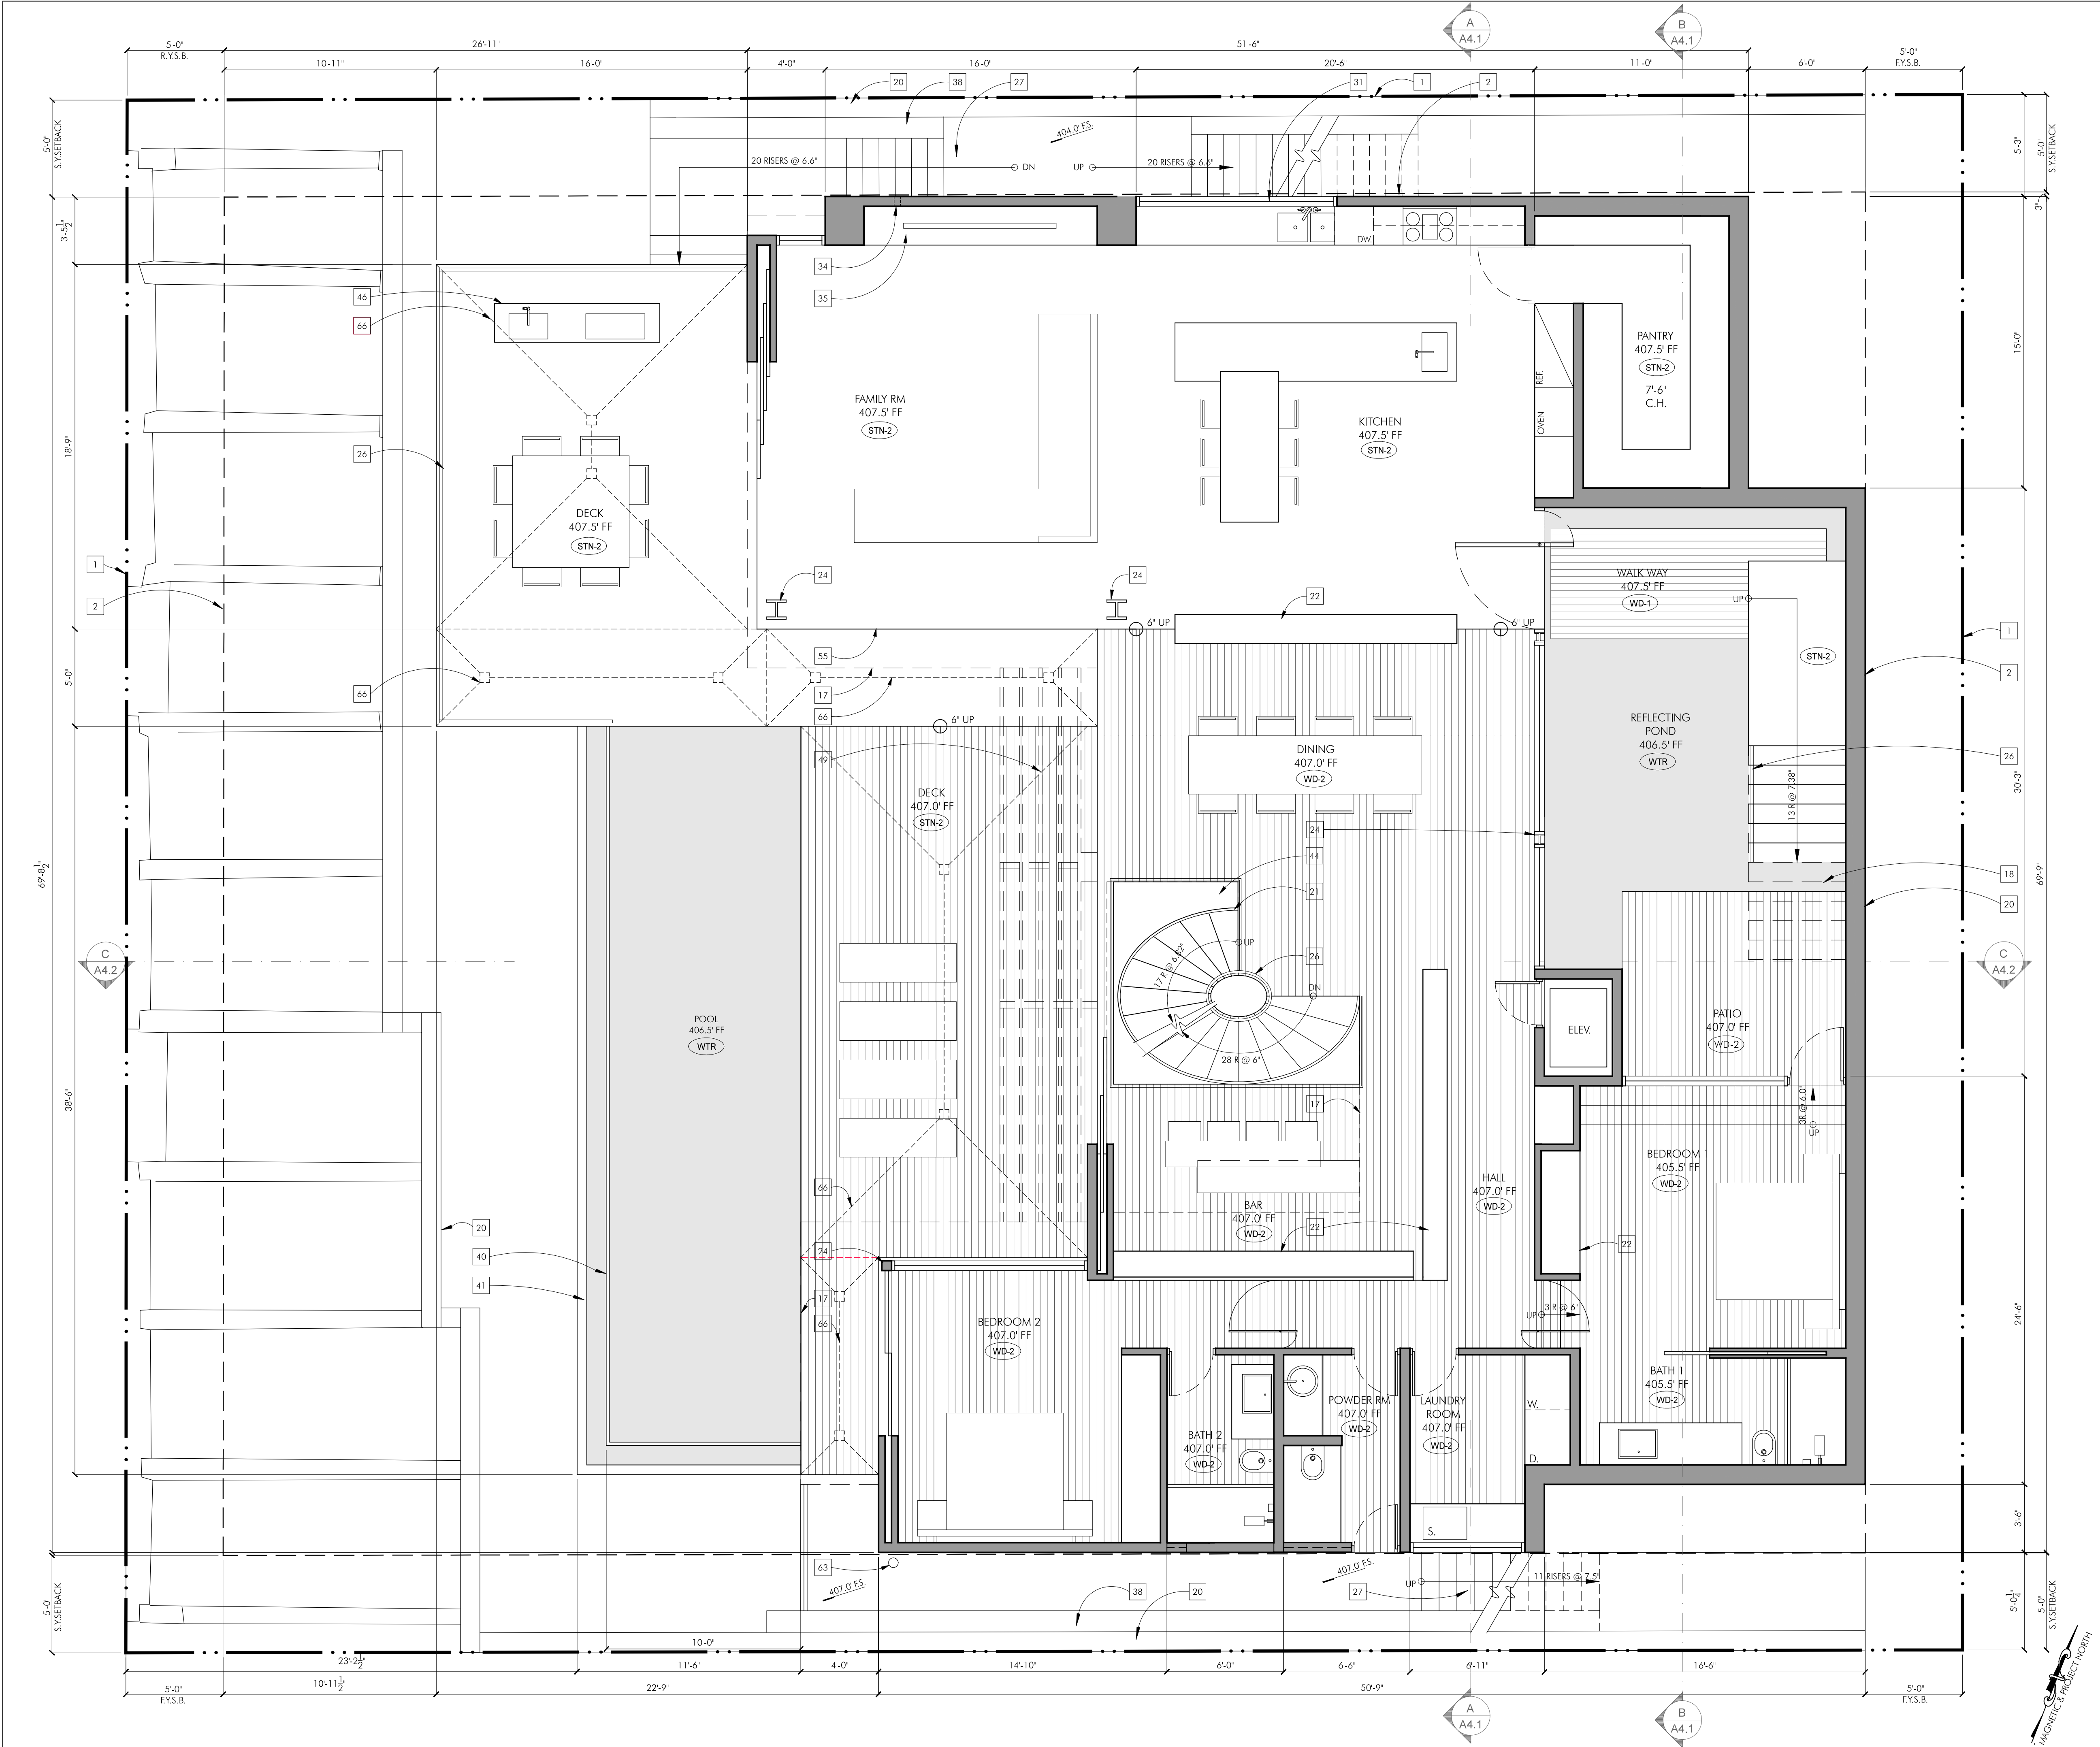 A
A4.1
B
A4.1
5'-0"
R.Y.S.B.
26'-11"
51'-6"
5'-0"
F.Y.S.B.
10'-11"
16'-0"
4'-0"
16'-0"
20'-6"
11'-0"
6'-0"
20
38
27
31
1
2
5'-0"
S.Y.SETBACK
404.0' F.S.
5'-3"
5'-0"
S.Y.SETBACK
20 RISERS @ 6.6"
DN
UP
20 RISERS @ 6.6"
3'-5 1/2"
3"
DW.
34
35
46
66
PANTRY
407.5' FF
STN-2
7'-6"
C.H.
15'-0"
REF.
OVEN
FAMILY RM
407.5' FF
STN-2
KITCHEN
407.5' FF
STN-2
18'-9"
26
DECK
407.5' FF
STN-2
1
2
24
24
22
WALK WAY
407.5' FF
WD-1
UP
6" UP
6" UP
1
STN-2
2
55
17
66
66
5'-0"
6" UP
REFLECTING
POND
406.5' FF
WTR
26
30'-3"
13 R @ 7.38"
49
DINING
407.0' FF
WD-2
DECK
407.0' FF
STN-2
24
44
21
18
20
69'-8 1/2"
69'-9"
C
A4.2
UP
26
17 R @ 6.82"
DN
28 R @ 6"
C
A4.2
POOL
406.5' FF
WTR
ELEV.
PATIO
407.0' FF
WD-2
38'-6"
17
3R @ 6.0"
UP
BEDROOM 1
405.5' FF
WD-2
HALL
407.0' FF
WD-2
66
BAR
407.0' FF
WD-2
22
22
20
40
41
24
17
66
UP
3 R @ 6"
24'-6"
BEDROOM 2
407.0' FF
WD-2
BATH 1
405.5' FF
WD-2
POWDER RM
407.0' FF
WD-2
LAUNDRY
ROOM
407.0' FF
WD-2
W.
D.
BATH 2
407.0' FF
WD-2
S.
3'-6"
63
407.0' F.S.
407.0' F.S.
27
UP
11 RISERS @ 7.5"
38
20
5'-0"
S.Y.SETBACK
5'-0 1/4"
5'-0"
S.Y.SETBACK
10'-0"
23'-2 1/2"
11'-6"
4'-0"
14'-10"
6'-0"
6'-6"
6'-11"
16'-6"
5'-0"
F.Y.S.B.
10'-11 1/2"
22'-9"
50'-9"
5'-0"
F.Y.S.B.
A
A4.1
B
A4.1
MAGNETIC & PROJECT NORTH